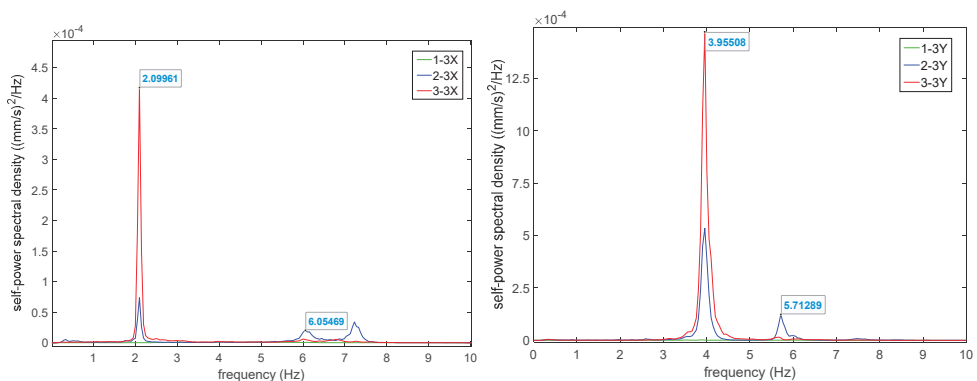 ×10⁻⁴
4.5
4
3.5
3
2.5
2
1.5
1
0.5
0
self-power spectral density ((mm/s)²/Hz)
2.09961
6.05469
1-3X
2-3X
3-3X
1 2 3 4 5 6 7 8 9 10
frequency (Hz)
×10⁻⁴
12.5
10
7.5
5
2.5
0
self-power spectral density ((mm/s)²/Hz)
3.95508
5.71289
1-3Y
2-3Y
3-3Y
0 1 2 3 4 5 6 7 8 9 10
frequency (Hz)